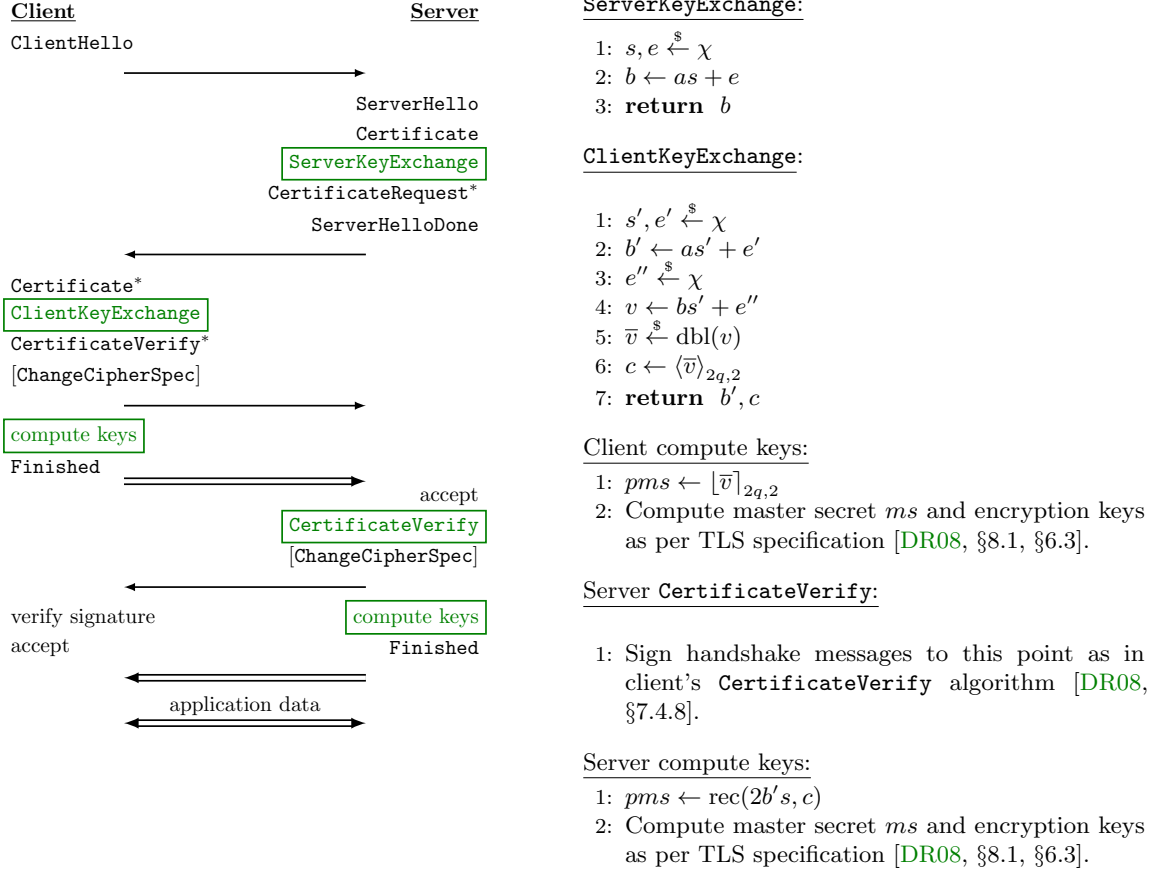 Client Server
ClientHello
ServerHello
Certificate
ServerKeyExchange
CertificateRequest*
ServerHelloDone
Certificate*
ClientKeyExchange
CertificateVerify*
[ChangeCipherSpec]
compute keys
Finished
accept
CertificateVerify
[ChangeCipherSpec]
verify signature compute keys
accept Finished
application data
ServerKeyExchange:
1: s, e ←$ χ
2: b ← as + e
3: return b
ClientKeyExchange:
1: s′, e′ ←$ χ
2: b′ ← as′ + e′
3: e″ ←$ χ
4: v ← bs′ + e″
5: v̅ ←$ dbl(v)
6: c ← ⟨v̅⟩2q,2
7: return b′, c
Client compute keys:
1: pms ← ⌊v̅⌉2q,2
2: Compute master secret ms and encryption keys
as per TLS specification [DR08, §8.1, §6.3].
Server CertificateVerify:
1: Sign handshake messages to this point as in
client's CertificateVerify algorithm [DR08,
§7.4.8].
Server compute keys:
1: pms ← rec(2b′s, c)
2: Compute master secret ms and encryption keys
as per TLS specification [DR08, §8.1, §6.3].